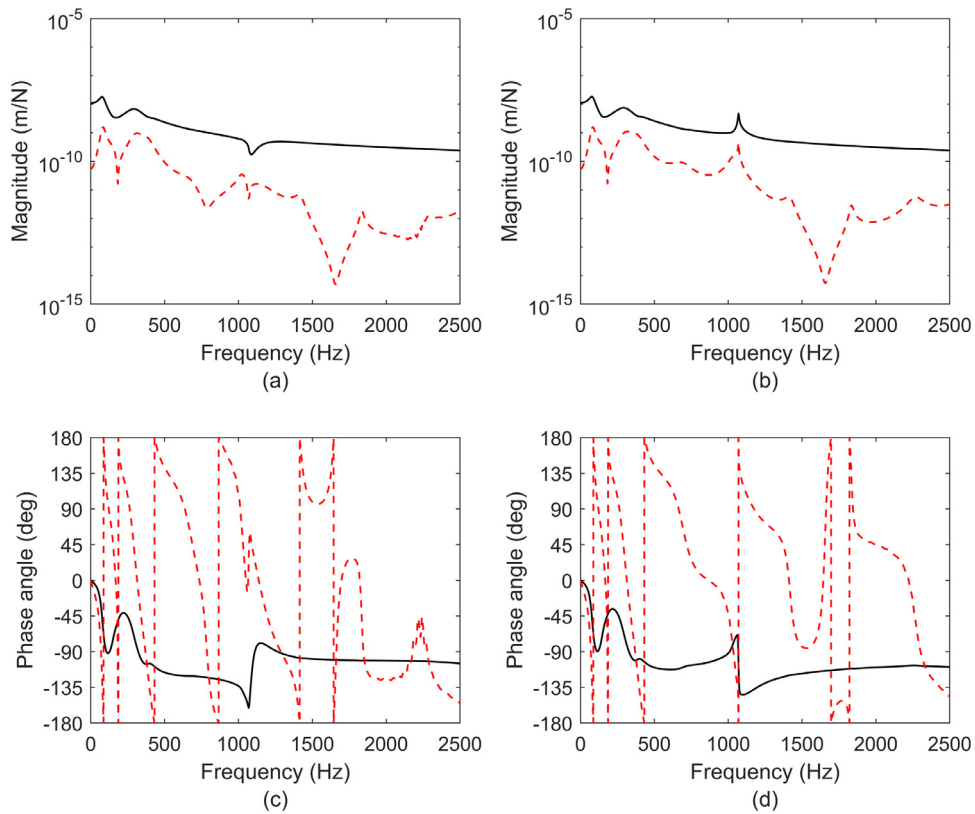 10-5
10-10
10-15
Magnitude (m/N)
0 500 1000 1500 2000 2500
Frequency (Hz)
(a)
10-5
10-10
10-15
Magnitude (m/N)
0 500 1000 1500 2000 2500
Frequency (Hz)
(b)
180
135
90
45
0
-45
-90
-135
-180
Phase angle (deg)
0 500 1000 1500 2000 2500
Frequency (Hz)
(c)
180
135
90
45
0
-45
-90
-135
-180
Phase angle (deg)
0 500 1000 1500 2000 2500
Frequency (Hz)
(d)